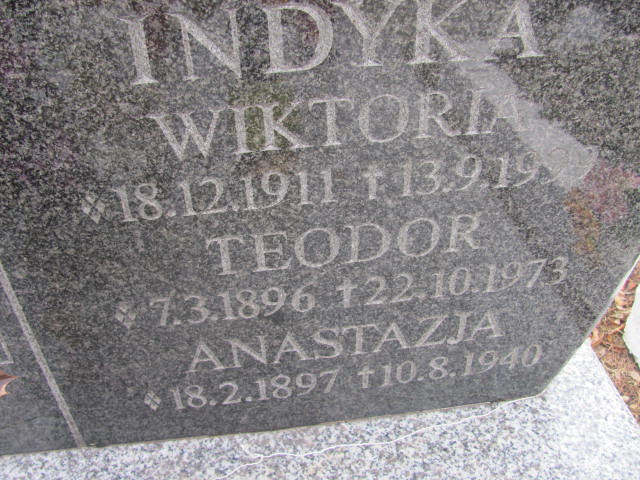 INDYKA
WIKTORIA
18.12.1911 † 13.9.
TEODOR
7.3.1896 † 22.10.1973
ANASTAZJA
18.2.1897 † 10.8.1940